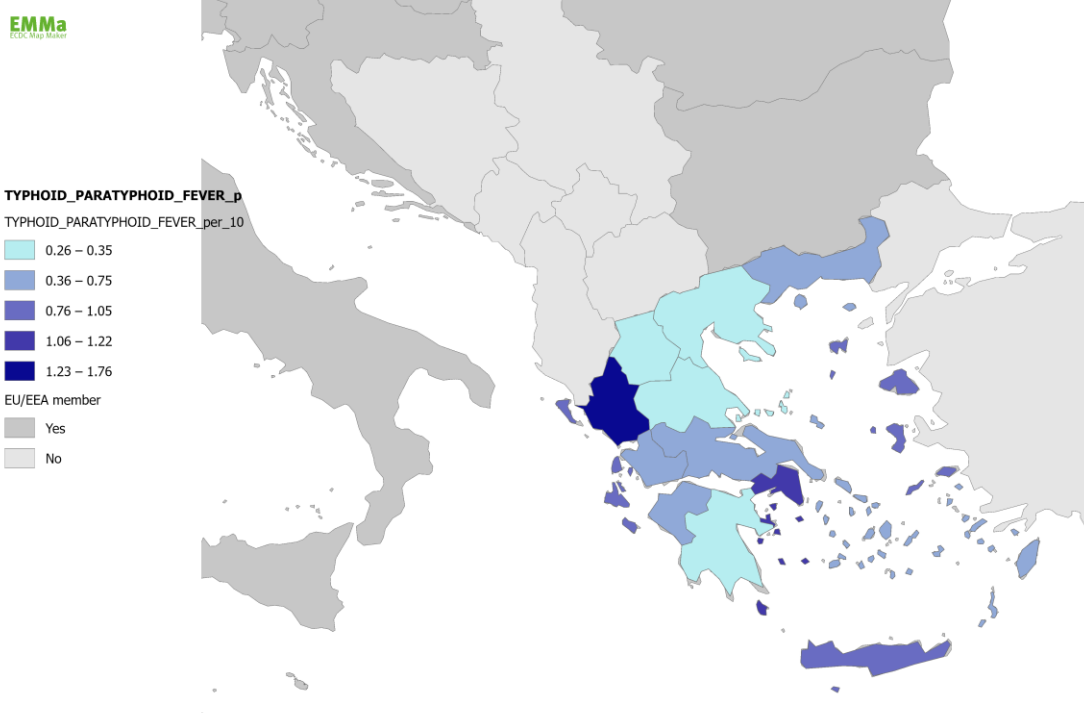 EMMa
ECDC Map Maker
TYPHOID_PARATYPHOID_FEVER_p
TYPHOID_PARATYPHOID_FEVER_per_10
0.26 – 0.35
0.36 – 0.75
0.76 – 1.05
1.06 – 1.22
1.23 – 1.76
EU/EEA member
Yes
No